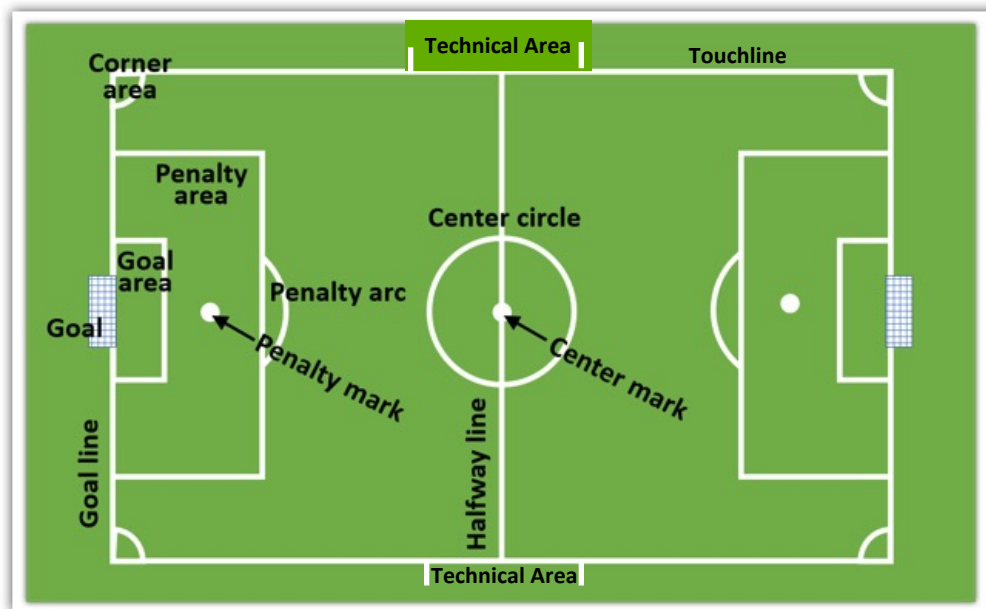 Technical Area
Touchline
Corner
area
Penalty
area
Center circle
Goal
area
Penalty arc
Goal
Penalty mark
Center mark
Goal line
Halfway line
Technical Area